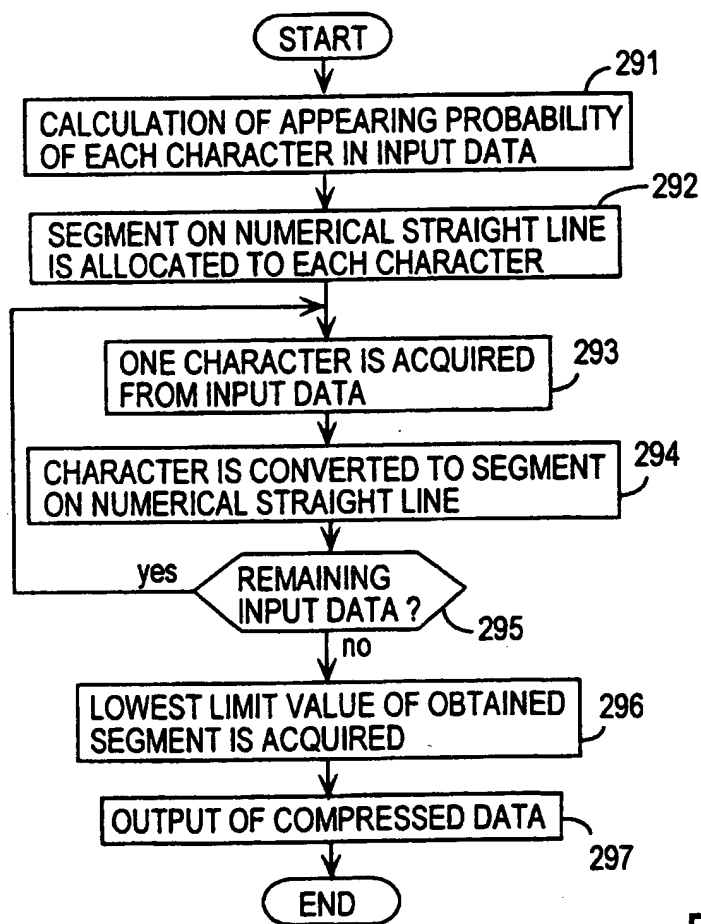 START
291
CALCULATION OF APPEARING PROBABILITY
OF EACH CHARACTER IN INPUT DATA
292
SEGMENT ON NUMERICAL STRAIGHT LINE
IS ALLOCATED TO EACH CHARACTER
ONE CHARACTER IS ACQUIRED
FROM INPUT DATA
293
CHARACTER IS CONVERTED TO SEGMENT
ON NUMERICAL STRAIGHT LINE
294
yes
REMAINING
INPUT DATA ?
295
no
LOWEST LIMIT VALUE OF OBTAINED
SEGMENT IS ACQUIRED
296
OUTPUT OF COMPRESSED DATA
297
END